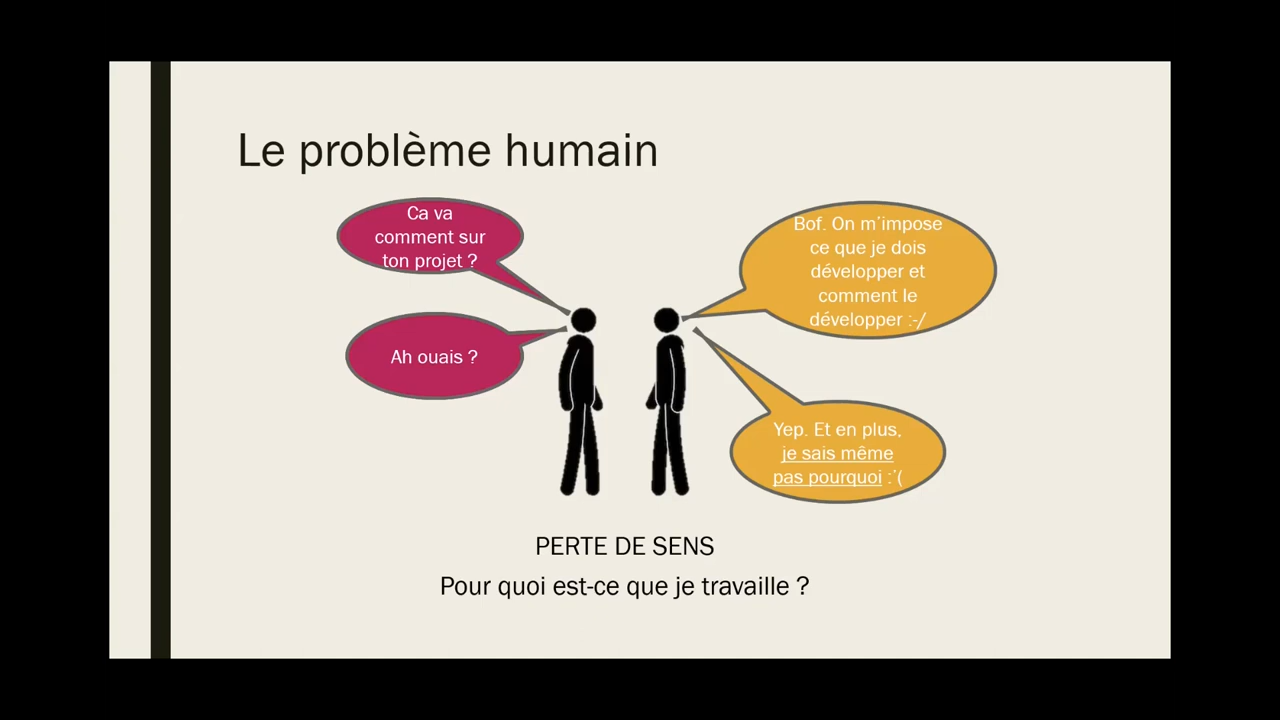 Le problème humain
Ca va
comment sur
ton projet ?
Bof. On m'impose
ce que je dois
développer et
comment le
développer :-/
Ah ouais ?
Yep. Et en plus,
je sais même
pas pourquoi :'(
PERTE DE SENS
Pour quoi est-ce que je travaille ?